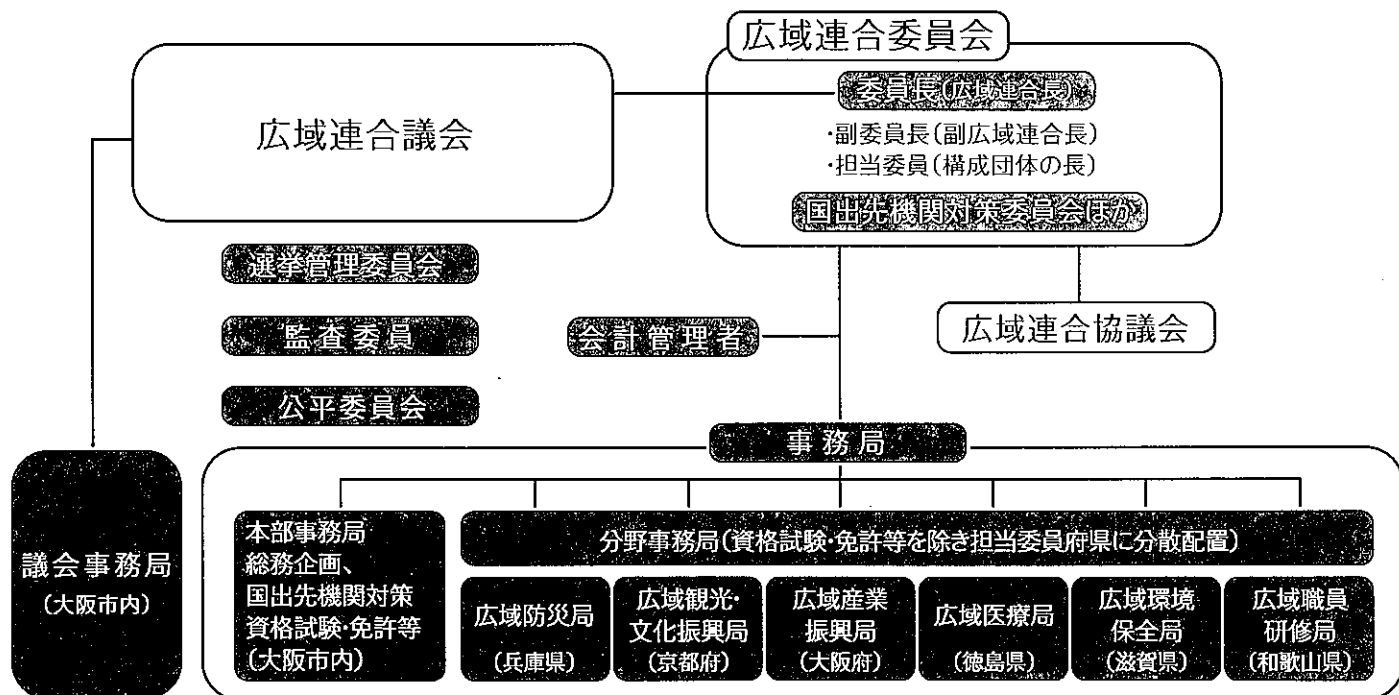 広域連合委員会
委員長(広域連合長)
・副委員長(副広域連合長)
・担当委員(構成団体の長)
国出先機関対策委員会ほか
広域連合議会
選挙管理委員会
監査委員
公平委員会
会計管理者
広域連合協議会
事務局
議会事務局
(大阪市内)
本部事務局
総務企画、
国出先機関対策
資格試験・免許等
(大阪市内)
分野事務局(資格試験・免許等を除き担当委員府県に分散配置)
広域防災局
(兵庫県)
広域観光・
文化振興局
(京都府)
広域産業
振興局
(大阪府)
広域医療局
(徳島県)
広域環境
保全局
(滋賀県)
広域職員
研修局
(和歌山県)